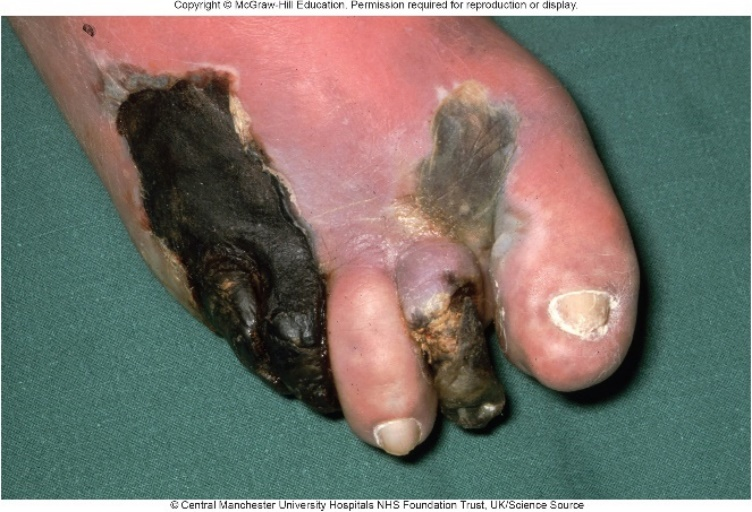 Copyright © McGraw-Hill Education. Permission required for reproduction or display.
© Central Manchester University Hospitals NHS Foundation Trust, UK/Science Source